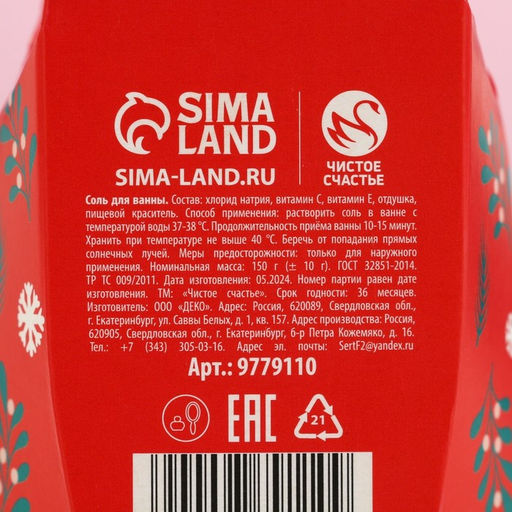 SIMA
LAND
SIMA-LAND.RU
ЧИСТОЕ
СЧАСТЬЕ
Соль для ванны. Состав: хлорид натрия, витамин С, витамин Е, отдушка,
пищевой краситель. Способ применения: растворить соль в ванне с
температурой воды 37-38 °С. Продолжительность приёма ванны 10-15 минут.
Хранить при температуре не выше 40 °С. Беречь от попадания прямых
солнечных лучей. Меры предосторожности: только для наружного
применения. Номинальная масса: 150 г (± 10 г). ГОСТ 32851-2014.
ТР ТС 009/2011. Дата изготовления: 05.2024. Номер партии равен дате
изготовления. ТМ: «Чистое счастье». Срок годности: 36 месяцев.
Изготовитель: ООО «ДЕКО». Адрес: Россия, 620089, Свердловская обл.,
г. Екатеринбург, ул. Саввы Белых, д. 1, кв. 157. Адрес производства: Россия,
620905, Свердловская обл., г. Екатеринбург, б-р Петра Кожемяко, д. 16.
Тел.: +7 (343) 305-03-16. Адрес эл. почты: SertF2@yandex.ru
Арт.: 9779110
EAC
21